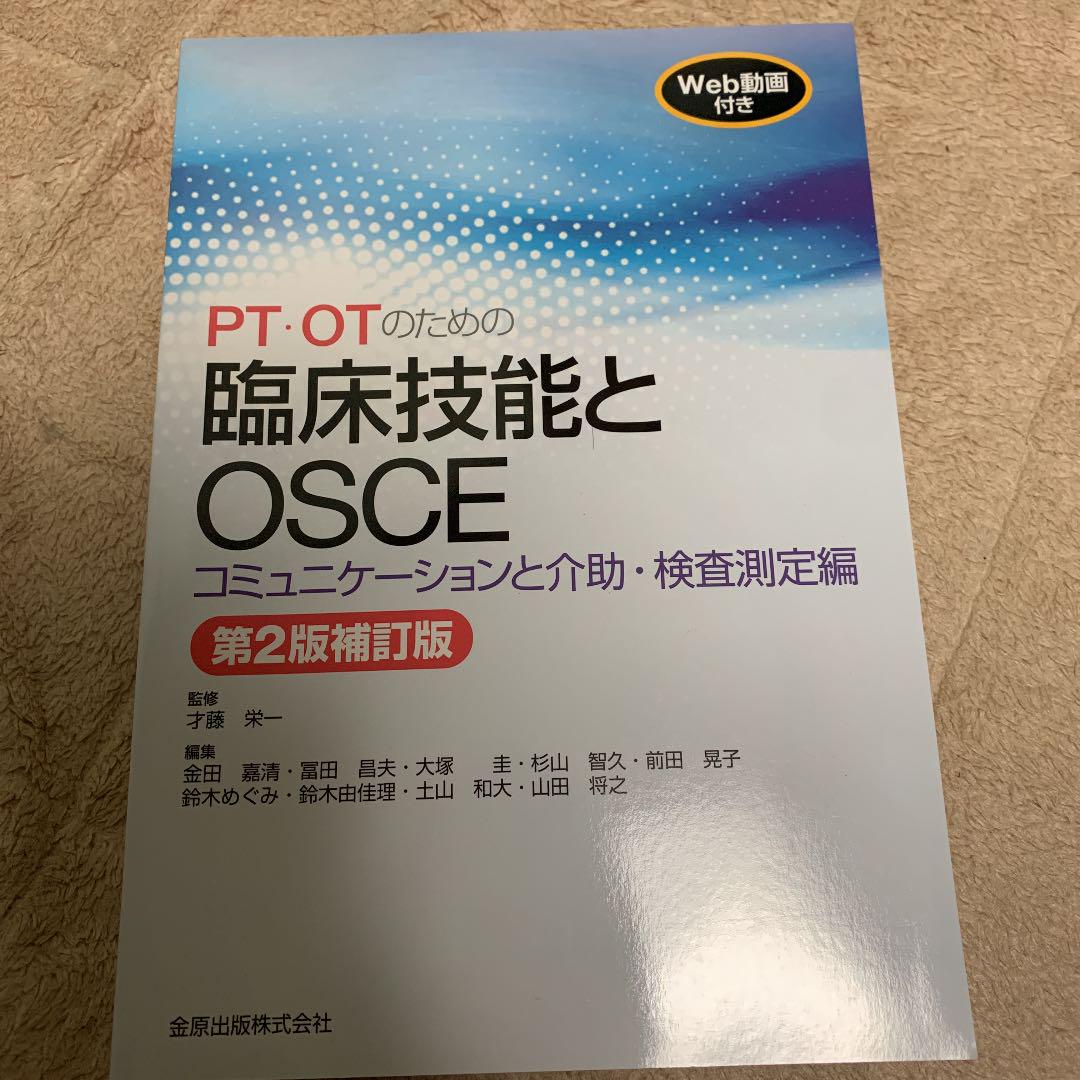 Web動画
付き
PT・OTのための
臨床技能と
OSCE
コミュニケーションと介助・検査測定編
第2版補訂版
監修
才藤 栄一
編集
金田 嘉清・冨田 昌夫・大塚 圭・杉山 智久・前田 晃子
鈴木めぐみ・鈴木由佳理・土山 和大・山田 将之
金原出版株式会社